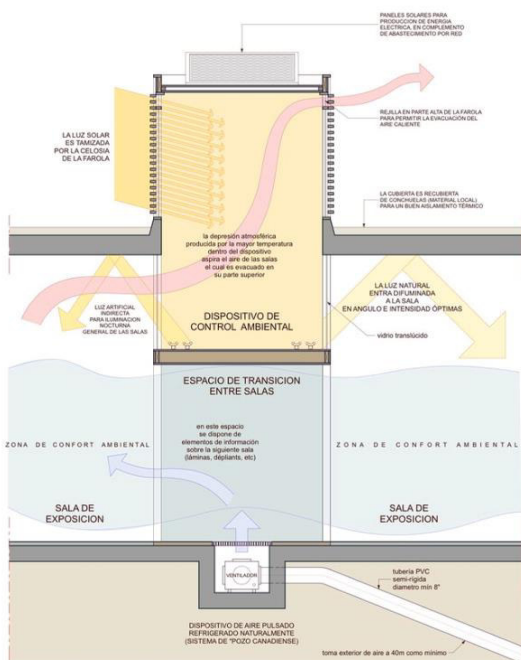 PANELES SOLARES PARA
PRODUCCION DE ENERGIA
ELECTRICA, EN COMPLEMENTO
DE ABASTECIMIENTO POR RED
REJILLA EN PARTE ALTA DE LA FAROLA
PARA PERMITIR LA EVACUACIÓN DEL
AIRE CALIENTE
LA LUZ SOLAR
ES TAMIZADA
POR LA CELOSIA
DE LA FAROLA
LA CUBIERTA ES RECUBIERTA
DE CONCHUELAS (MATERIAL LOCAL)
PARA UN BUEN AISLAMIENTO TÉRMICO
la depresión atmosférica
producida por la mayor temperatura
dentro del dispositivo
aspira el aire de las salas
el cual es evacuado en
su parte superior
LUZ ARTIFICIAL
INDIRECTA
PARA ILUMINACION
NOCTURNA
GENERAL DE LAS SALAS
DISPOSITIVO DE
CONTROL AMBIENTAL
LA LUZ NATURAL
ENTRA DIFUMINADA
A LA SALA
EN ANGULO E INTENSIDAD ÓPTIMAS
vidrio translúcido
ESPACIO DE TRANSICION
ENTRE SALAS
en este espacio
se dispone de
elementos de información
sobre la siguiente sala
(láminas, dépliants, etc)
ZONA DE CONFORT AMBIENTAL
ZONA DE CONFORT AMBIENTAL
SALA DE
EXPOSICION
SALA DE
EXPOSICION
VENTILADOR
tubería PVC
semi-rígida
diametro mín 8"
DISPOSITIVO DE AIRE PULSADO
REFRIGERADO NATURALMENTE
(SISTEMA DE "POZO CANADIENSE)
toma exterior de aire a 40m como mínimo